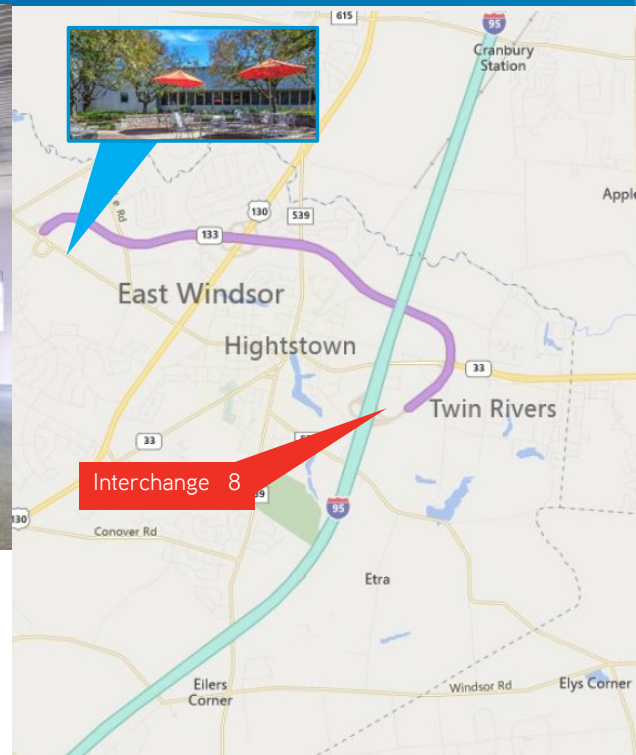 615
95
Cranbury
Station
130
539
133
East Windsor
Hightstown
33
Twin Rivers
33
Interchange 8
130
95
Conover Rd
Etra
Eilers
Corner
Windsor Rd
Elys Corner